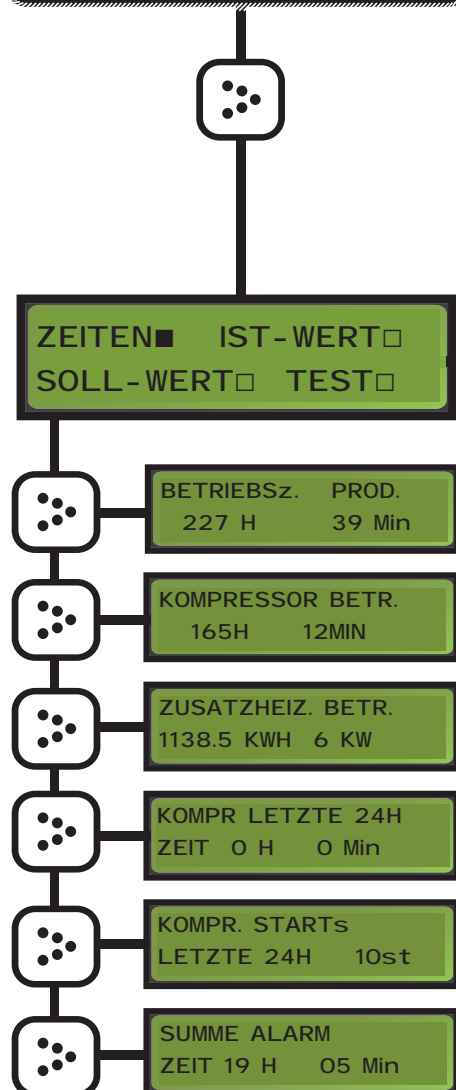 ZEITEN■ IST-WERT□
SOLL-WERT□ TEST□
BETRIEBSz. PROD.
227 H 39 Min
KOMPRESSOR BETR.
165H 12MIN
ZUSATZHEIZ. BETR.
1138.5 KWH 6 KW
KOMPR LETZTE 24H
ZEIT 0 H 0 Min
KOMPR. STARTs
LETZTE 24H 10st
SUMME ALARM
ZEIT 19 H 05 Min